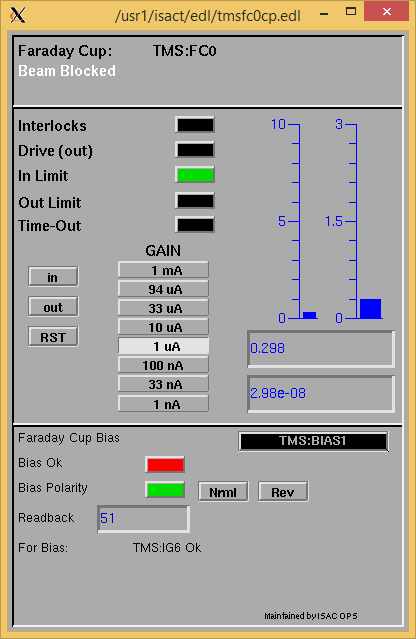 /usr1/isact/edl/tmsfc0cp.edl
Faraday Cup: TMS:FC0
Beam Blocked
Interlocks
Drive (out)
In Limit
Out Limit
Time-Out
10
5
0
3
1.5
0
GAIN
in
out
RST
1 mA
94 uA
33 uA
10 uA
1 uA
100 nA
33 nA
1 nA
0.298
2.98e-08
Faraday Cup Bias TMS:BIAS1
Bias Ok
Bias Polarity Nrml Rev
Readback 51
For Bias: TMS:IG6 Ok
Maintained by ISAC OPS